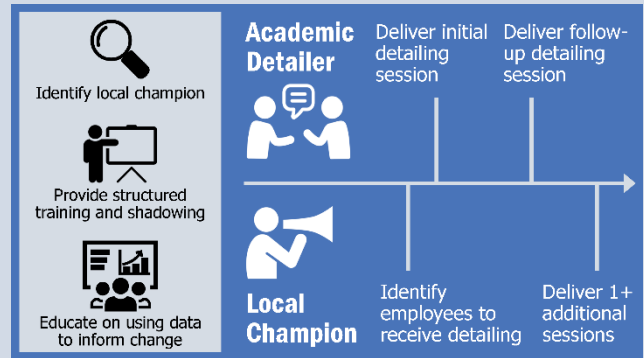 Identify local champion
Provide structured
training and shadowing
Educate on using data
to inform change
Academic
Detailer
Deliver initial
detailing
session
Deliver follow-
up detailing
session
Local
Champion
Identify
employees to
receive detailing
Deliver 1+
additional
sessions